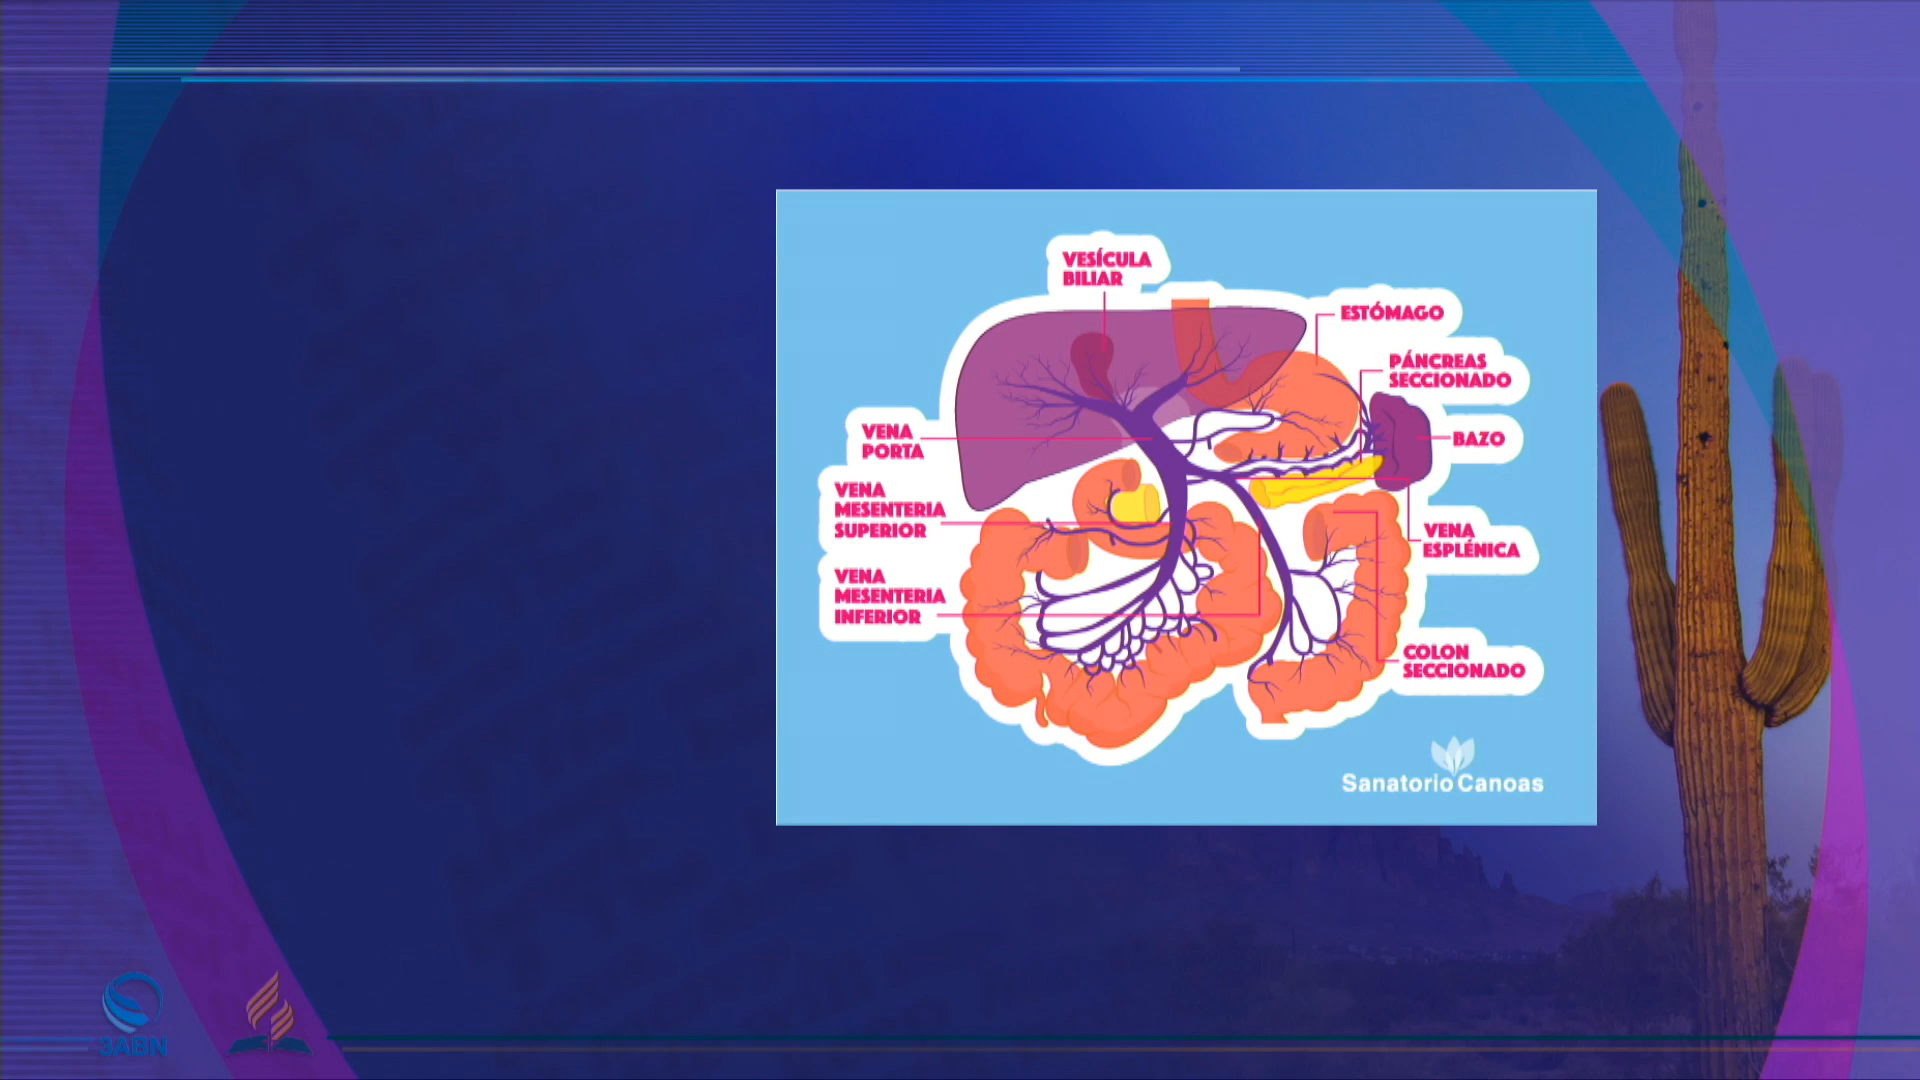 VESÍCULA
BILIAR
ESTÓMAGO
PÁNCREAS
SECCIONADO
BAZO
VENA
PORTA
VENA
MESENTERIA
SUPERIOR
VENA
ESPLÉNICA
VENA
MESENTERIA
INFERIOR
COLON
SECCIONADO
Sanatorio Canoas
3ABN